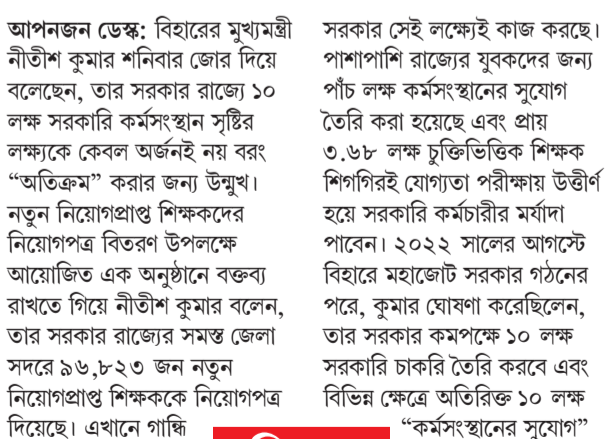 আপনজন ডেস্ক: বিহারের মুখ্যমন্ত্রী
নীতীশ কুমার শনিবার জোর দিয়ে
বলেছেন, তার সরকার রাজ্যে ১০
লক্ষ সরকারি কর্মসংস্থান সৃষ্টির
লক্ষ্যকে কেবল অর্জনই নয় বরং
“অতিক্রম” করার জন্য উন্মুখ।
নতুন নিয়োগপ্রাপ্ত শিক্ষকদের
নিয়োগপত্র বিতরণ উপলক্ষে
আয়োজিত এক অনুষ্ঠানে বক্তব্য
রাখতে গিয়ে নীতীশ কুমার বলেন,
তার সরকার রাজ্যের সমস্ত জেলা
সদরে ৯৬,৮২৩ জন নতুন
নিয়োগপ্রাপ্ত শিক্ষককে নিয়োগপত্র
দিয়েছে। এখানে গান্ধি
সরকার সেই লক্ষ্যেই কাজ করছে।
পাশাপাশি রাজ্যের যুবকদের জন্য
পাঁচ লক্ষ কর্মসংস্থানের সুযোগ
তৈরি করা হয়েছে এবং প্রায়
৩.৬৮ লক্ষ চুক্তিভিত্তিক শিক্ষক
শিগগিরই যোগ্যতা পরীক্ষায় উত্তীর্ণ
হয়ে সরকারি কর্মচারীর মর্যাদা
পাবেন। ২০২২ সালের আগস্টে
বিহারে মহাজোট সরকার গঠনের
পরে, কুমার ঘোষণা করেছিলেন,
তার সরকার কমপক্ষে ১০ লক্ষ
সরকারি চাকরি তৈরি করবে এবং
বিভিন্ন ক্ষেত্রে অতিরিক্ত ১০ লক্ষ
“কর্মসংস্থানের সুযোগ”